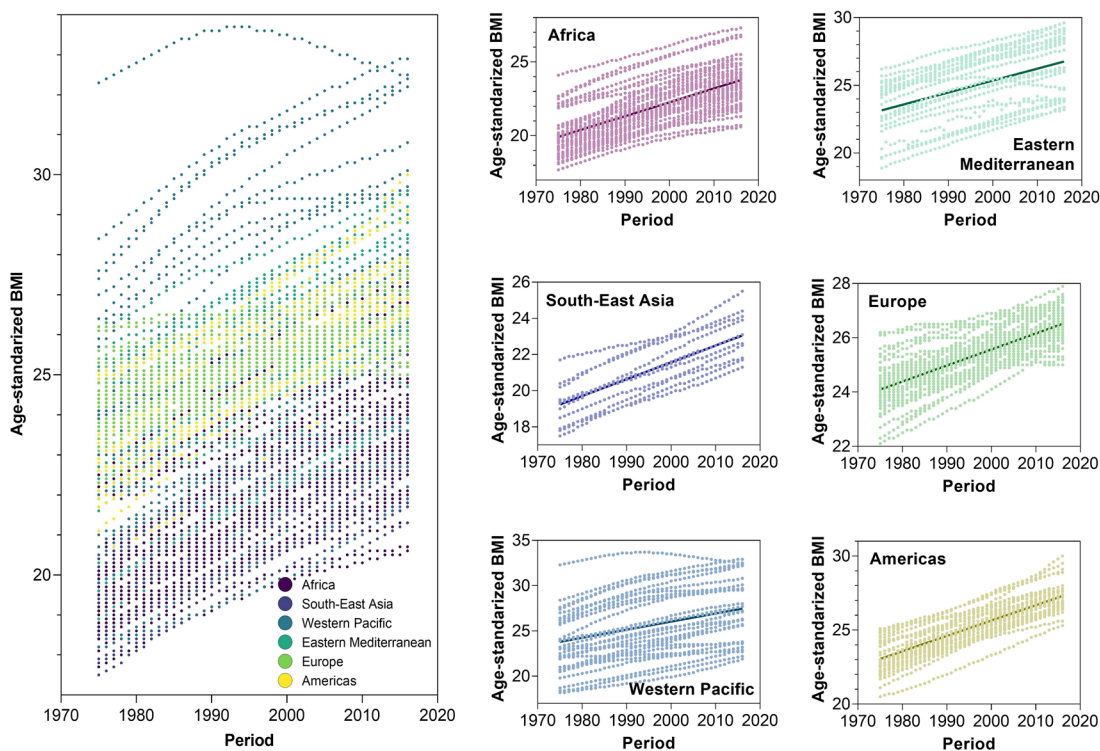 Age-standarized BMI
30
25
20
1970
1980
1990
2000
2010
2020
Period
Africa
South-East Asia
Western Pacific
Eastern Mediterranean
Europe
Americas
Africa
Age-standarized BMI
23
20
1970 1980 1990 2000 2010 2020
Period
Eastern
Mediterranean
Age-standarized BMI
30
25
20
1970 1980 1990 2000 2010 2020
Period
South-East Asia
Age-standarized BMI
26
24
22
20
18
1970 1980 1990 2000 2010 2020
Period
Europe
Age-standarized BMI
28
26
24
22
1970 1980 1990 2000 2010 2020
Period
Western Pacific
Age-standarized BMI
35
30
25
20
1970 1980 1990 2000 2010 2020
Period
Americas
Age-standarized BMI
30
25
20
1970 1980 1990 2000 2010 2020
Period